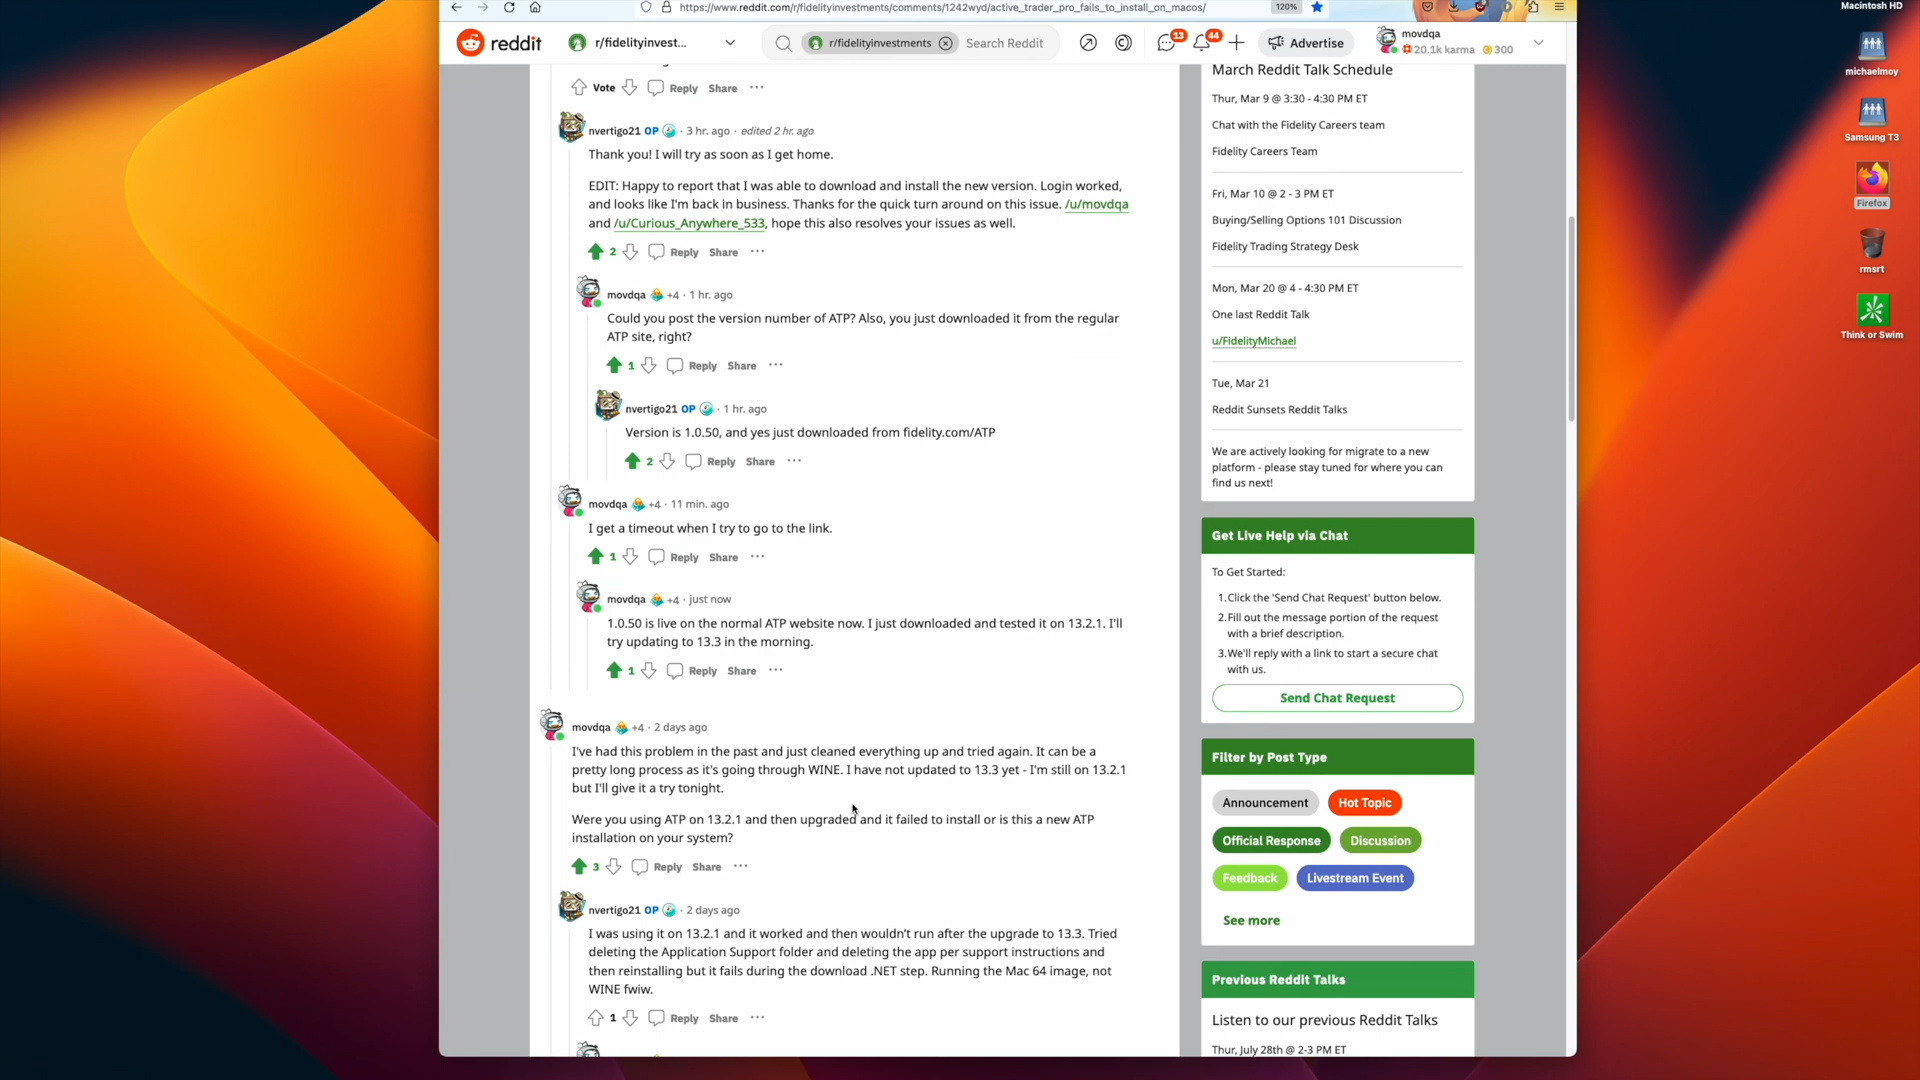 https://www.reddit.com/r/fidelityinvestments/comments/1242wyd/active_trader_pro_fails_to_install_on_macos/
120%
reddit
r/fidelityinvest...
r/fidelityinvestments
Search Reddit
13
44
Advertise
movdqa
20.1k karma
300
Vote
Reply
Share
nvertigo21 OP · 3 hr. ago · edited 2 hr. ago
Thank you! I will try as soon as I get home.
EDIT: Happy to report that I was able to download and install the new version. Login worked,
and looks like I'm back in business. Thanks for the quick turn around on this issue. /u/movdqa
and /u/Curious_Anywhere_533, hope this also resolves your issues as well.
2
Reply
Share
movdqa +4 · 1 hr. ago
Could you post the version number of ATP? Also, you just downloaded it from the regular
ATP site, right?
1
Reply
Share
nvertigo21 OP · 1 hr. ago
Version is 1.0.50, and yes just downloaded from fidelity.com/ATP
2
Reply
Share
movdqa +4 · 11 min. ago
I get a timeout when I try to go to the link.
1
Reply
Share
movdqa +4 · just now
1.0.50 is live on the normal ATP website now. I just downloaded and tested it on 13.2.1. I'll
try updating to 13.3 in the morning.
1
Reply
Share
movdqa +4 · 2 days ago
I've had this problem in the past and just cleaned everything up and tried again. It can be a
pretty long process as it's going through WINE. I have not updated to 13.3 yet - I'm still on 13.2.1
but I'll give it a try tonight.
Were you using ATP on 13.2.1 and then upgraded and it failed to install or is this a new ATP
installation on your system?
3
Reply
Share
nvertigo21 OP · 2 days ago
I was using it on 13.2.1 and it worked and then wouldn't run after the upgrade to 13.3. Tried
deleting the Application Support folder and deleting the app per support instructions and
then reinstalling but it fails during the download .NET step. Running the Mac 64 image, not
WINE fwiw.
1
Reply
Share
March Reddit Talk Schedule
Thur, Mar 9 @ 3:30 - 4:30 PM ET
Chat with the Fidelity Careers team
Fidelity Careers Team
Fri, Mar 10 @ 2 - 3 PM ET
Buying/Selling Options 101 Discussion
Fidelity Trading Strategy Desk
Mon, Mar 20 @ 4 - 4:30 PM ET
One last Reddit Talk
u/FidelityMichael
Tue, Mar 21
Reddit Sunsets Reddit Talks
We are actively looking for migrate to a new
platform - please stay tuned for where you can
find us next!
Get Live Help via Chat
To Get Started:
1.Click the 'Send Chat Request' button below.
2.Fill out the message portion of the request
with a brief description.
3.We'll reply with a link to start a secure chat
with us.
Send Chat Request
Filter by Post Type
Announcement
Hot Topic
Official Response
Discussion
Feedback
Livestream Event
See more
Previous Reddit Talks
Listen to our previous Reddit Talks
Thur, July 28th @ 2-3 PM ET
Macintosh HD
michaelmoy
Samsung T3
Firefox
rmsrt
Think or Swim